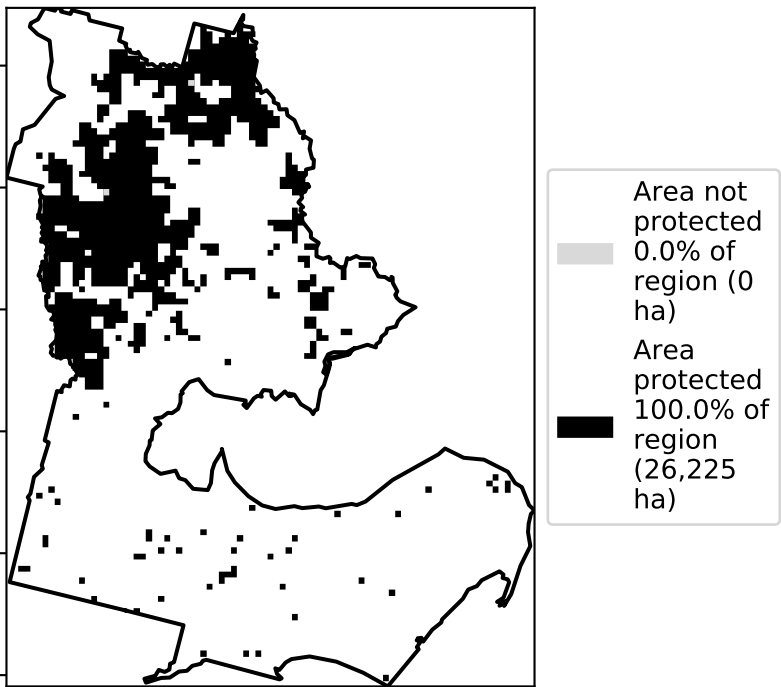 Area not
protected
0.0% of
region (0
ha)
Area
protected
100.0% of
region
(26,225
ha)